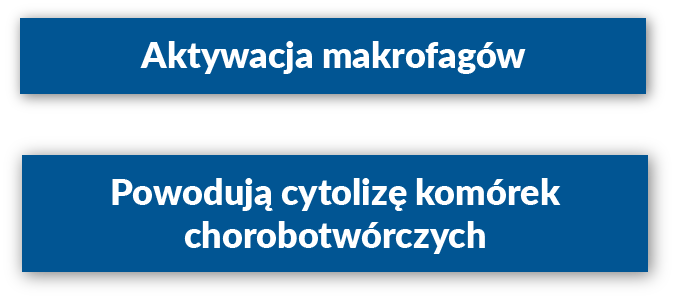 Aktywacja makrofagów
Powodują cytolizę komórek
chorobotwórczych